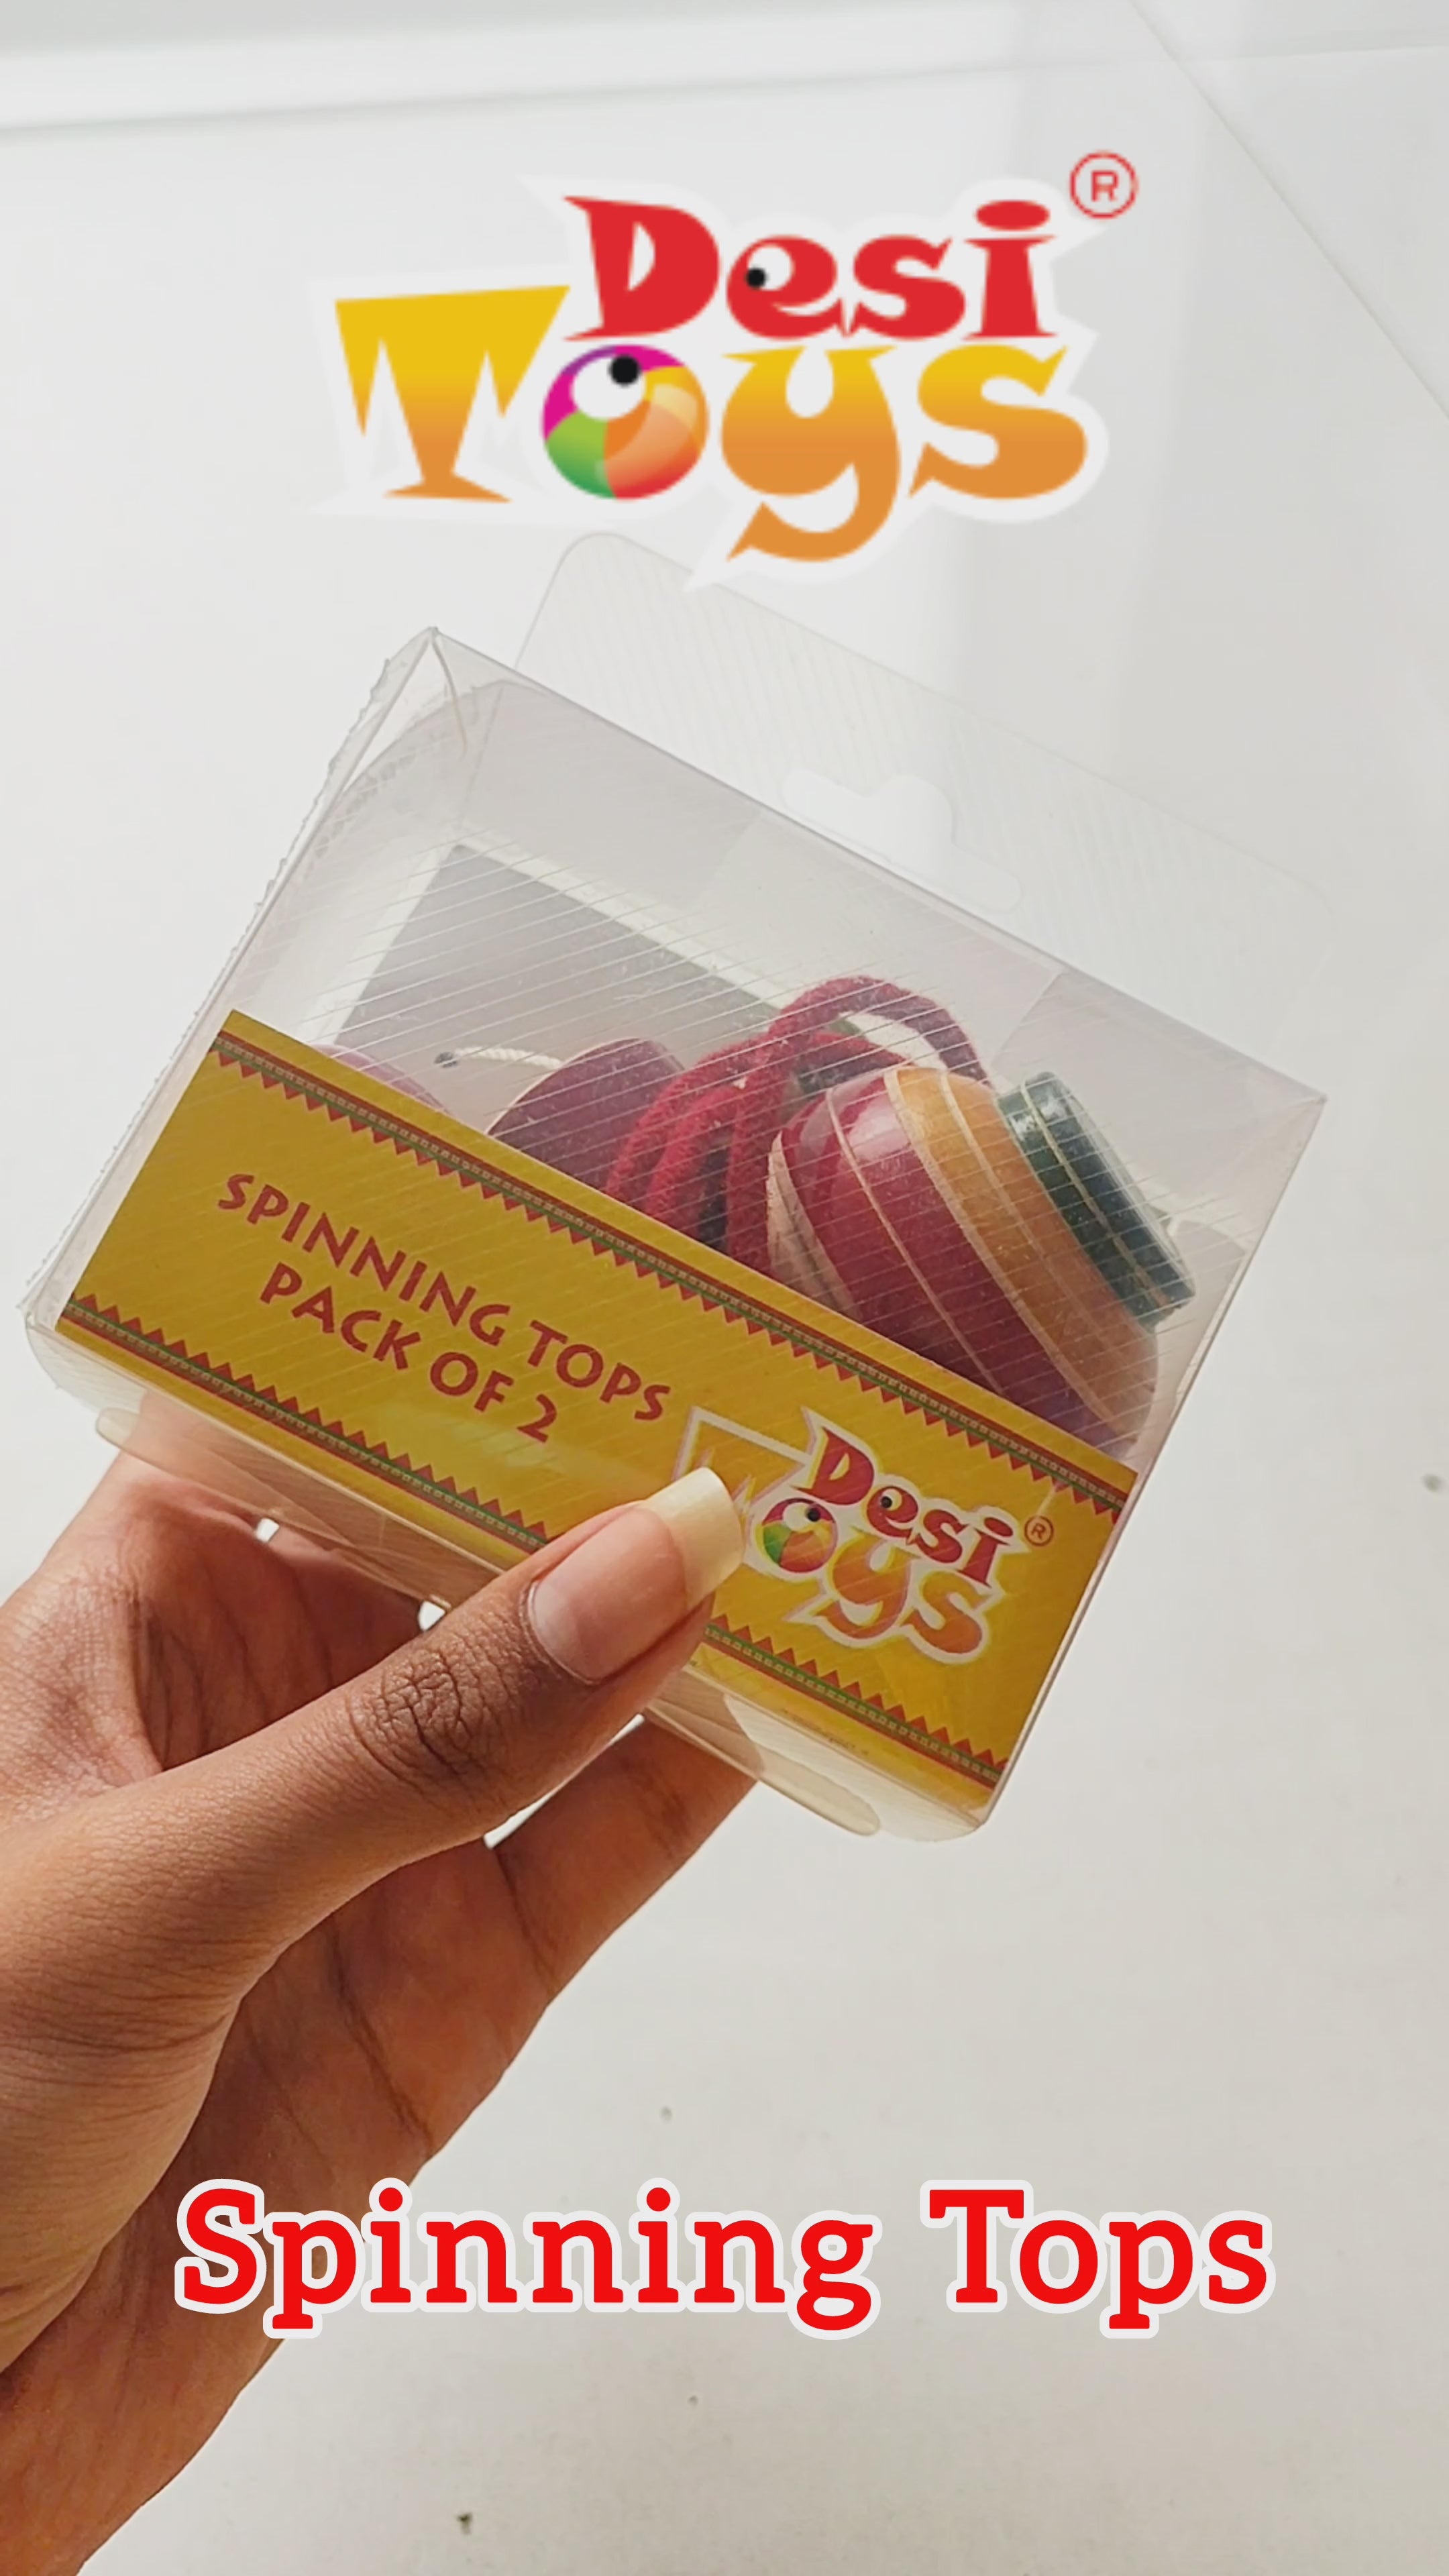 Desi ®
Toys
SPINNING TOPS
PACK OF 2
Desi ®
Toys
Spinning Tops